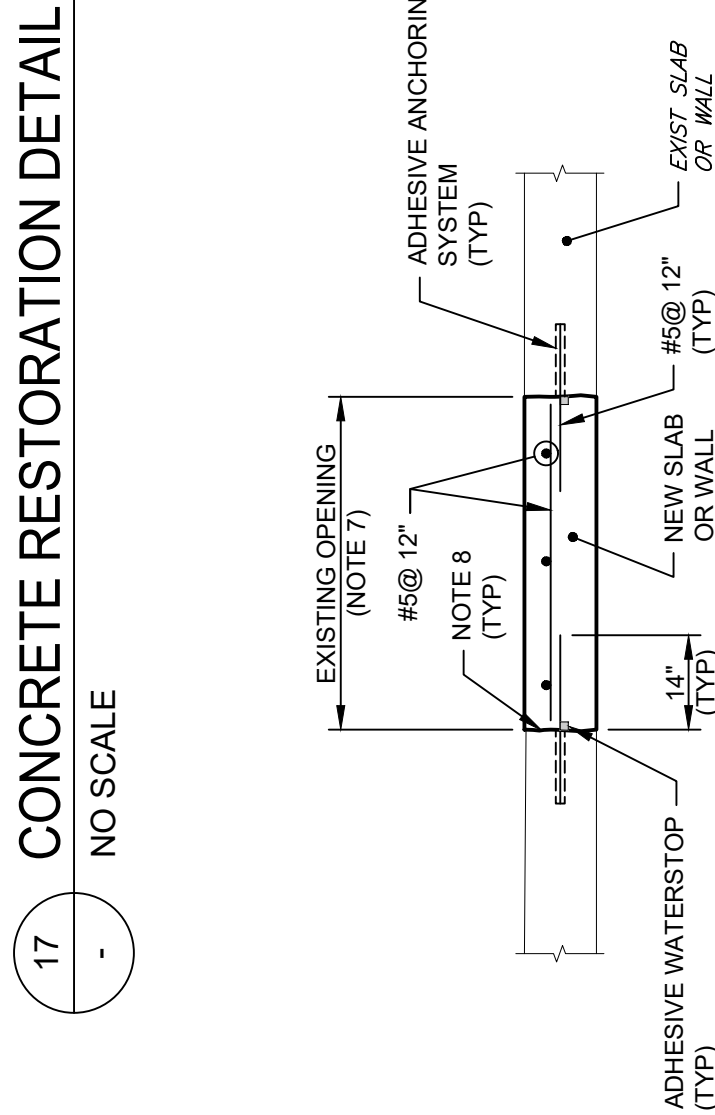 17
-
CONCRETE RESTORATION DETAIL
NO SCALE
EXISTING OPENING
(NOTE 7)
#5@ 12"
NOTE 8
(TYP)
ADHESIVE ANCHORIN
SYSTEM
(TYP)
ADHESIVE WATERSTOP
(TYP)
14"
(TYP)
NEW SLAB
OR WALL
#5@ 12"
(TYP)
EXIST SLAB
OR WALL